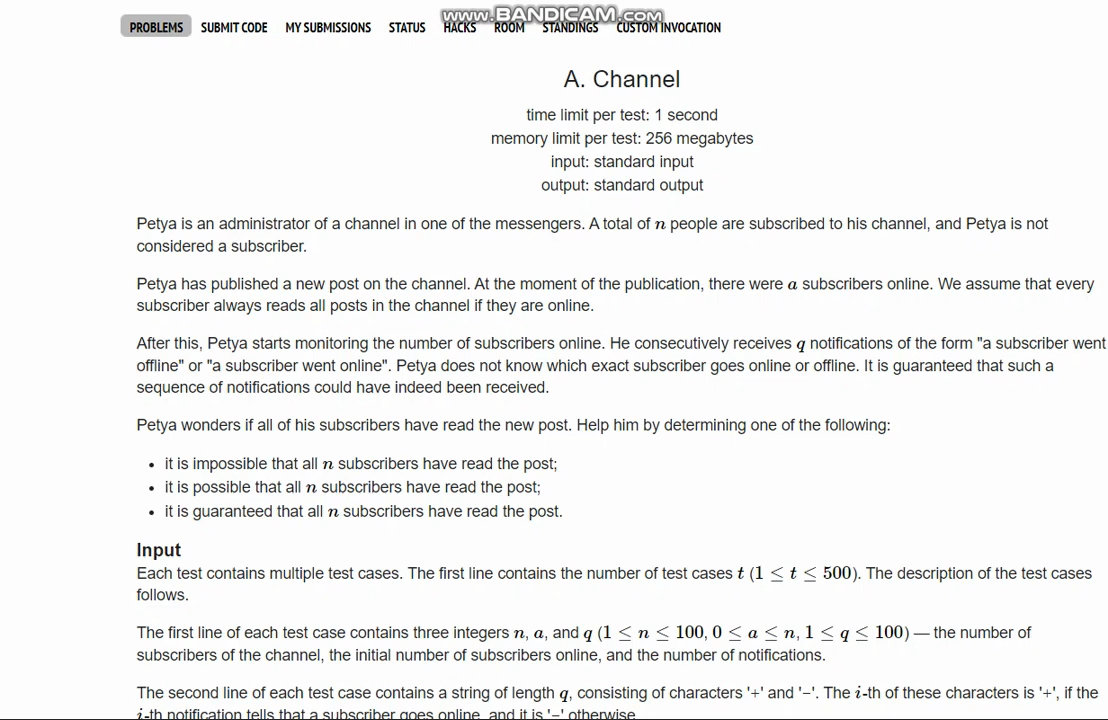 www.BANDICAM.com
PROBLEMS SUBMIT CODE MY SUBMISSIONS STATUS HACKS ROOM STANDINGS CUSTOM INVOCATION
A. Channel
time limit per test: 1 second
memory limit per test: 256 megabytes
input: standard input
output: standard output
Petya is an administrator of a channel in one of the messengers. A total of n people are subscribed to his channel, and Petya is not
considered a subscriber.
Petya has published a new post on the channel. At the moment of the publication, there were a subscribers online. We assume that every
subscriber always reads all posts in the channel if they are online.
After this, Petya starts monitoring the number of subscribers online. He consecutively receives q notifications of the form "a subscriber went
offline" or "a subscriber went online". Petya does not know which exact subscriber goes online or offline. It is guaranteed that such a
sequence of notifications could have indeed been received.
Petya wonders if all of his subscribers have read the new post. Help him by determining one of the following:
• it is impossible that all n subscribers have read the post;
• it is possible that all n subscribers have read the post;
• it is guaranteed that all n subscribers have read the post.
Input
Each test contains multiple test cases. The first line contains the number of test cases t (1 ≤ t ≤ 500). The description of the test cases
follows.
The first line of each test case contains three integers n, a, and q (1 ≤ n ≤ 100, 0 ≤ a ≤ n, 1 ≤ q ≤ 100) — the number of
subscribers of the channel, the initial number of subscribers online, and the number of notifications.
The second line of each test case contains a string of length q, consisting of characters '+' and '−'. The i-th of these characters is '+', if the
i-th notification tells that a subscriber goes online, and it is '−' otherwise.